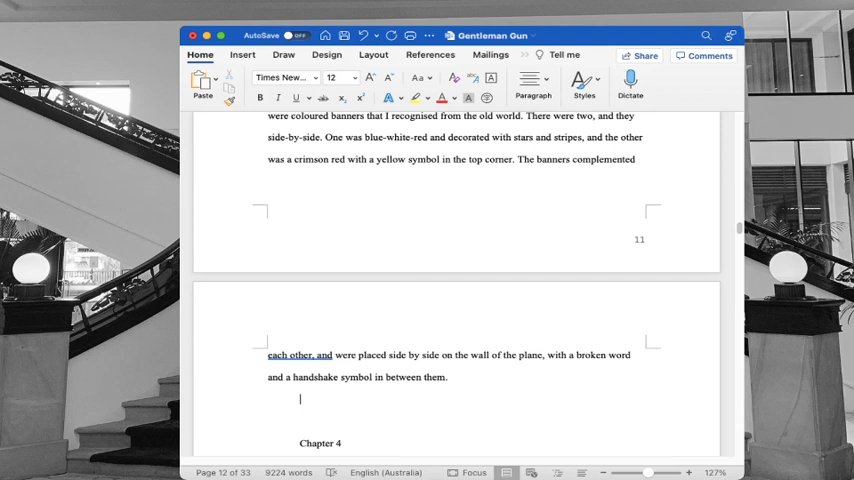 AutoSave OFF Gentleman Gun
Home Insert Draw Design Layout References Mailings >> Tell me Share Comments
Paste Times New... 12 Aa Paragraph Styles Dictate
B I U ab x₂ x² A A A
were coloured banners that I recognised from the old world. There were two, and they
side-by-side. One was blue-white-red and decorated with stars and stripes, and the other
was a crimson red with a yellow symbol in the top corner. The banners complemented
11
each other, and were placed side by side on the wall of the plane, with a broken word
and a handshake symbol in between them.
Chapter 4
Page 12 of 33 9224 words English (Australia) Focus 127%